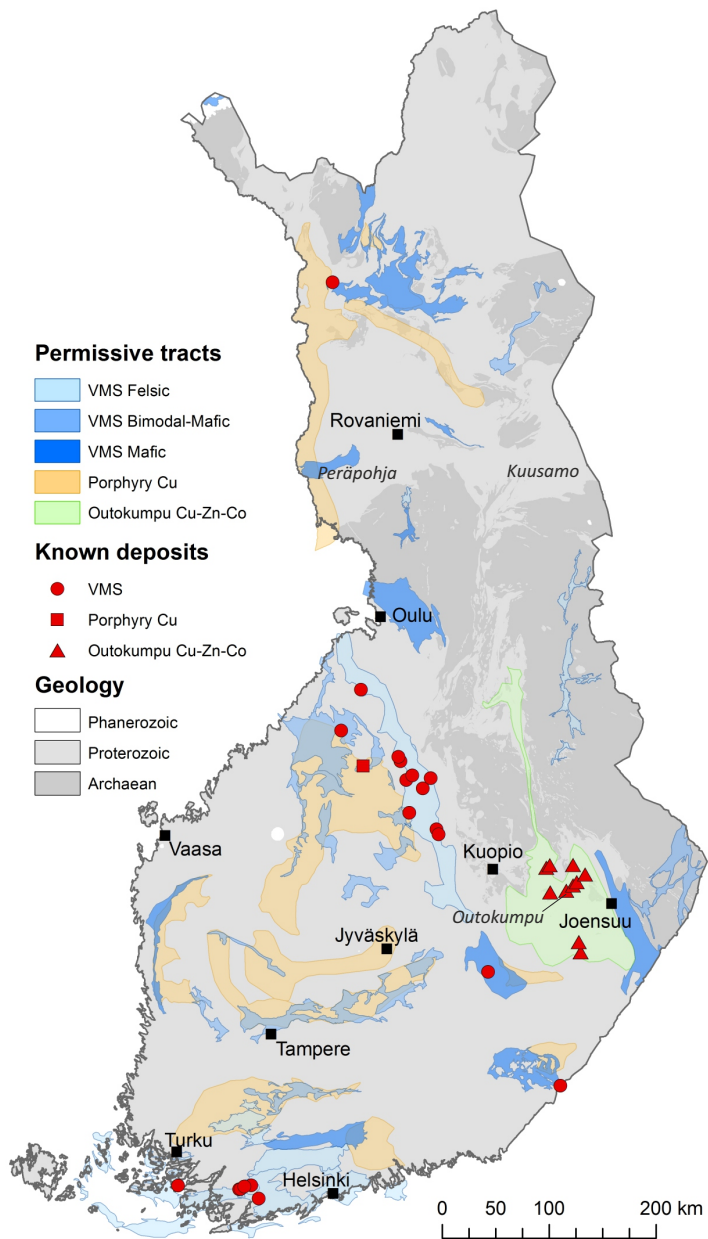 Permissive tracts
VMS Felsic
VMS Bimodal-Mafic
VMS Mafic
Porphyry Cu
Outokumpu Cu-Zn-Co
Known deposits
VMS
Porphyry Cu
Outokumpu Cu-Zn-Co
Geology
Phanerozoic
Proterozoic
Archaean
Rovaniemi
Peräpohja
Kuusamo
Oulu
Vaasa
Kuopio
Outokumpu
Joensuu
Jyväskylä
Tampere
Turku
Helsinki
0 50 100 200 km